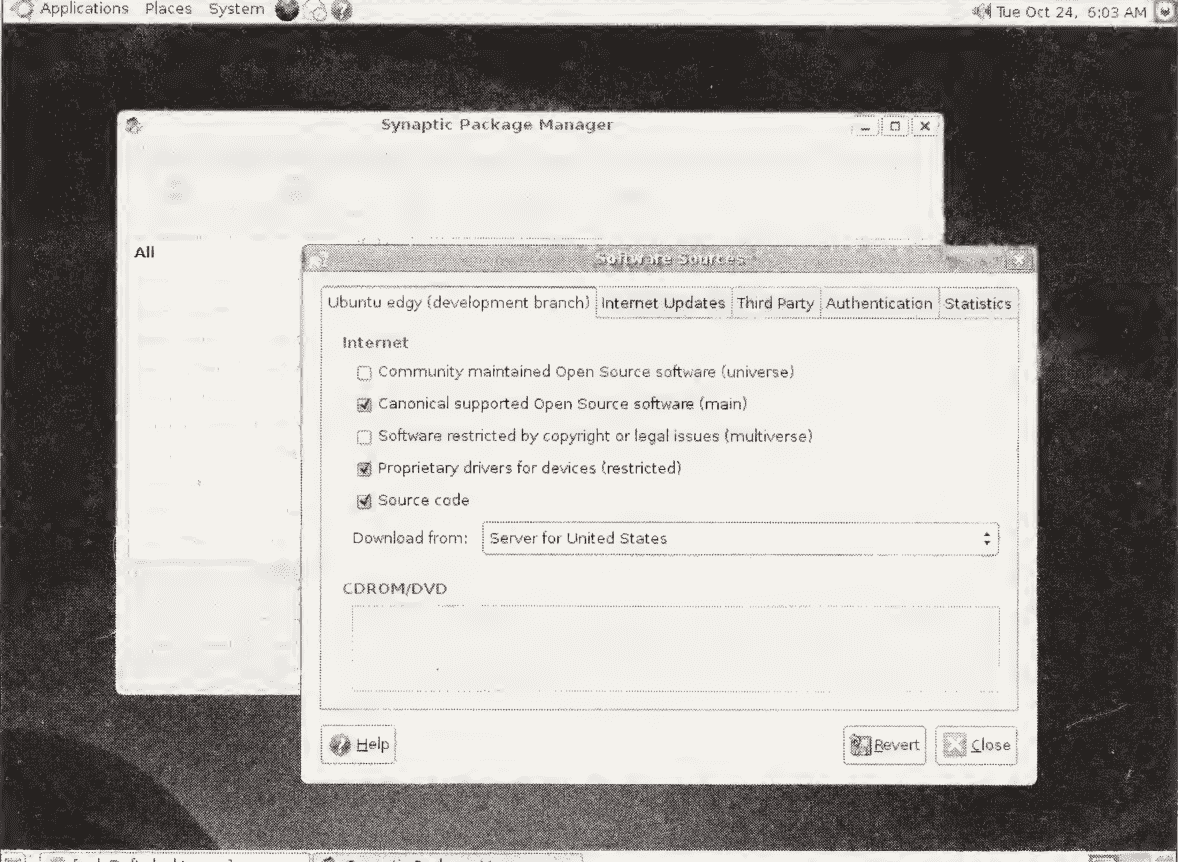 Applications Places System Tue Oct 24, 6:03 AM
Synaptic Package Manager
All
Software Sources
Ubuntu edgy (development branch) Internet Updates Third Party Authentication Statistics
Internet
Community maintained Open Source software (universe)
Canonical supported Open Source software (main)
Software restricted by copyright or legal issues (multiverse)
Proprietary drivers for devices (restricted)
Source code
Download from: Server for United States
CDROM/DVD
Help Revert Close